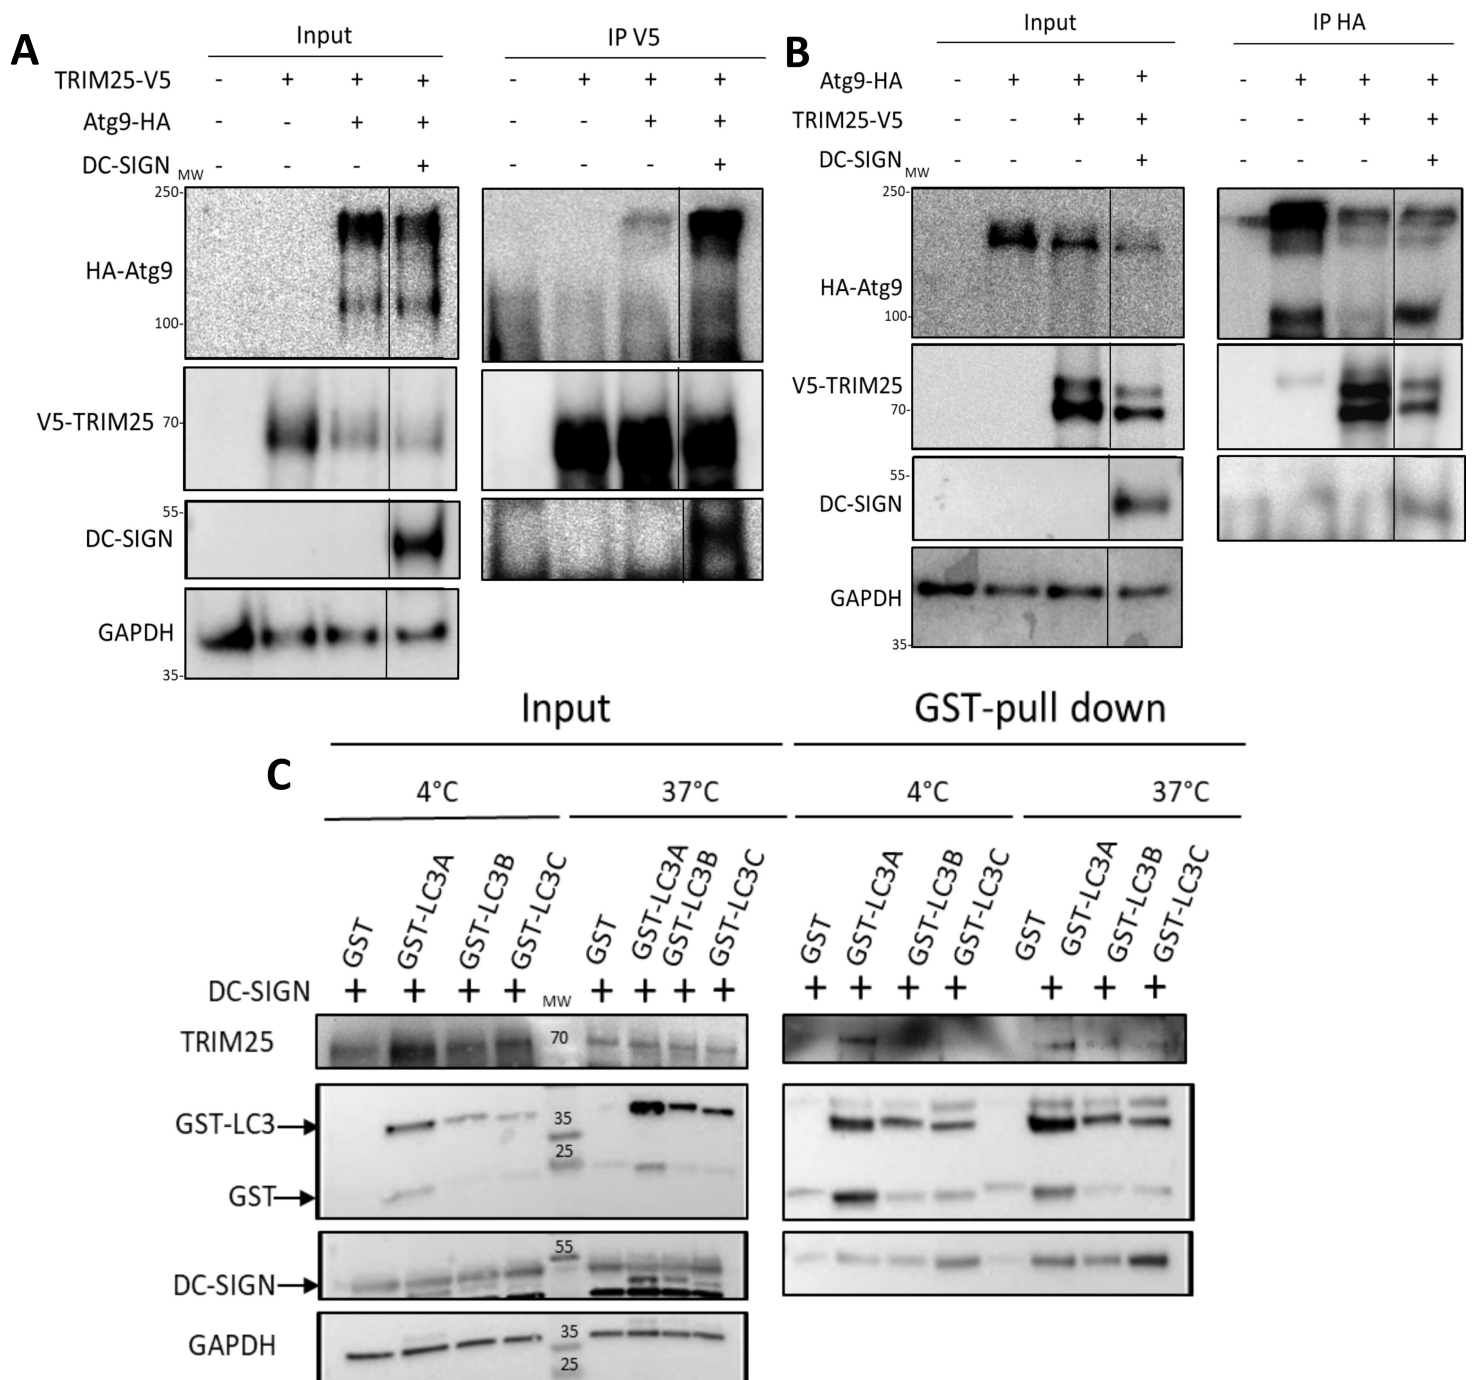 A
Input
IP V5
TRIM25-V5 - + + + - + + +
Atg9-HA - - + + - - + +
DC-SIGN - - - + - - - +
MW
250-
HA-Atg9
100-
V5-TRIM25
70-
55-
DC-SIGN
GAPDH
35-
B
Input
IP HA
Atg9-HA - + + + - + + +
TRIM25-V5 - - + + - - + +
DC-SIGN - - - + - - - +
MW
250-
HA-Atg9
100-
V5-TRIM25
70-
55-
DC-SIGN
GAPDH
35-
C
Input
GST-pull down
4°C 37°C 4°C 37°C
GST GST-LC3A GST-LC3B GST-LC3C GST GST-LC3A GST-LC3B GST-LC3C GST GST-LC3A GST-LC3B GST-LC3C GST GST-LC3A GST-LC3B GST-LC3C
DC-SIGN + + + + MW + + + + + + + + + + +
TRIM25 70
GST-LC3 35
25
GST
55
DC-SIGN
GAPDH 35
25